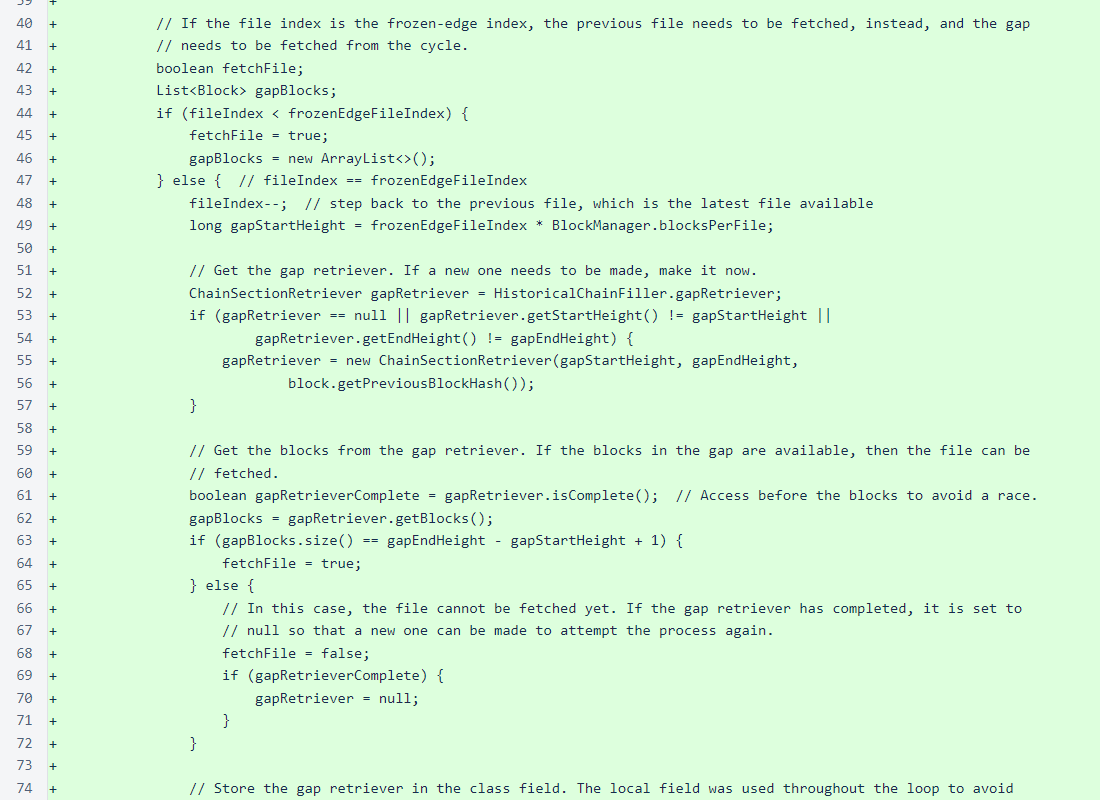 39 +
40 + // If the file index is the frozen-edge index, the previous file needs to be fetched, instead, and the gap
41 + // needs to be fetched from the cycle.
42 + boolean fetchFile;
43 + List<Block> gapBlocks;
44 + if (fileIndex < frozenEdgeFileIndex) {
45 + fetchFile = true;
46 + gapBlocks = new ArrayList<>();
47 + } else {  // fileIndex == frozenEdgeFileIndex
48 + fileIndex--;  // step back to the previous file, which is the latest file available
49 + long gapStartHeight = frozenEdgeFileIndex * BlockManager.blocksPerFile;
50 +
51 + // Get the gap retriever. If a new one needs to be made, make it now.
52 + ChainSectionRetriever gapRetriever = HistoricalChainFiller.gapRetriever;
53 + if (gapRetriever == null || gapRetriever.getStartHeight() != gapStartHeight ||
54 + gapRetriever.getEndHeight() != gapEndHeight) {
55 + gapRetriever = new ChainSectionRetriever(gapStartHeight, gapEndHeight,
56 + block.getPreviousBlockHash());
57 + }
58 +
59 + // Get the blocks from the gap retriever. If the blocks in the gap are available, then the file can be
60 + // fetched.
61 + boolean gapRetrieverComplete = gapRetriever.isComplete();  // Access before the blocks to avoid a race.
62 + gapBlocks = gapRetriever.getBlocks();
63 + if (gapBlocks.size() == gapEndHeight - gapStartHeight + 1) {
64 + fetchFile = true;
65 + } else {
66 + // In this case, the file cannot be fetched yet. If the gap retriever has completed, it is set to
67 + // null so that a new one can be made to attempt the process again.
68 + fetchFile = false;
69 + if (gapRetrieverComplete) {
70 + gapRetriever = null;
71 + }
72 + }
73 +
74 + // Store the gap retriever in the class field. The local field was used throughout the loop to avoid